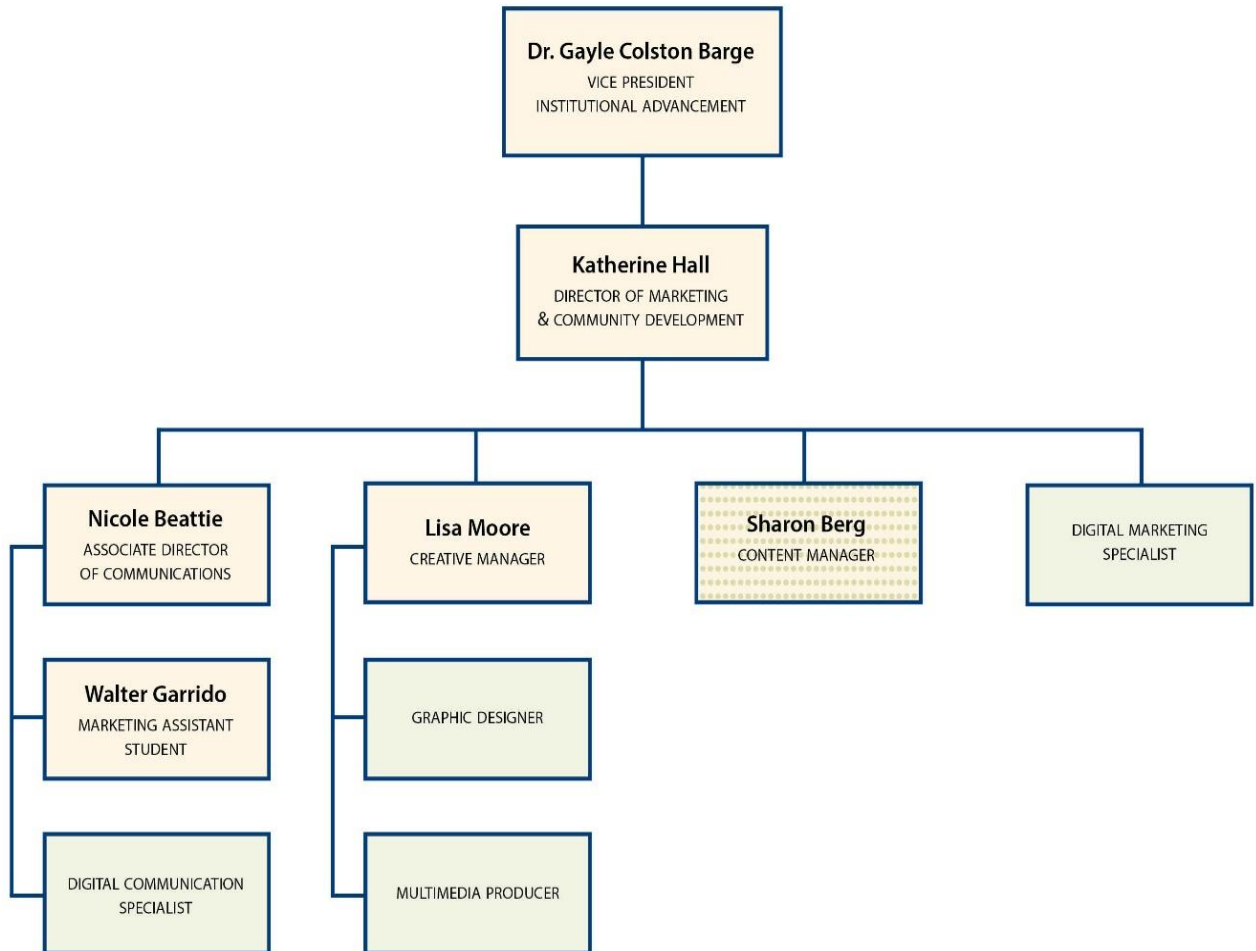 Dr. Gayle Colston Barge
VICE PRESIDENT
INSTITUTIONAL ADVANCEMENT
Katherine Hall
DIRECTOR OF MARKETING
& COMMUNITY DEVELOPMENT
Nicole Beattie
ASSOCIATE DIRECTOR
OF COMMUNICATIONS
Lisa Moore
CREATIVE MANAGER
Sharon Berg
CONTENT MANAGER
DIGITAL MARKETING
SPECIALIST
Walter Garrido
MARKETING ASSISTANT
STUDENT
GRAPHIC DESIGNER
DIGITAL COMMUNICATION
SPECIALIST
MULTIMEDIA PRODUCER